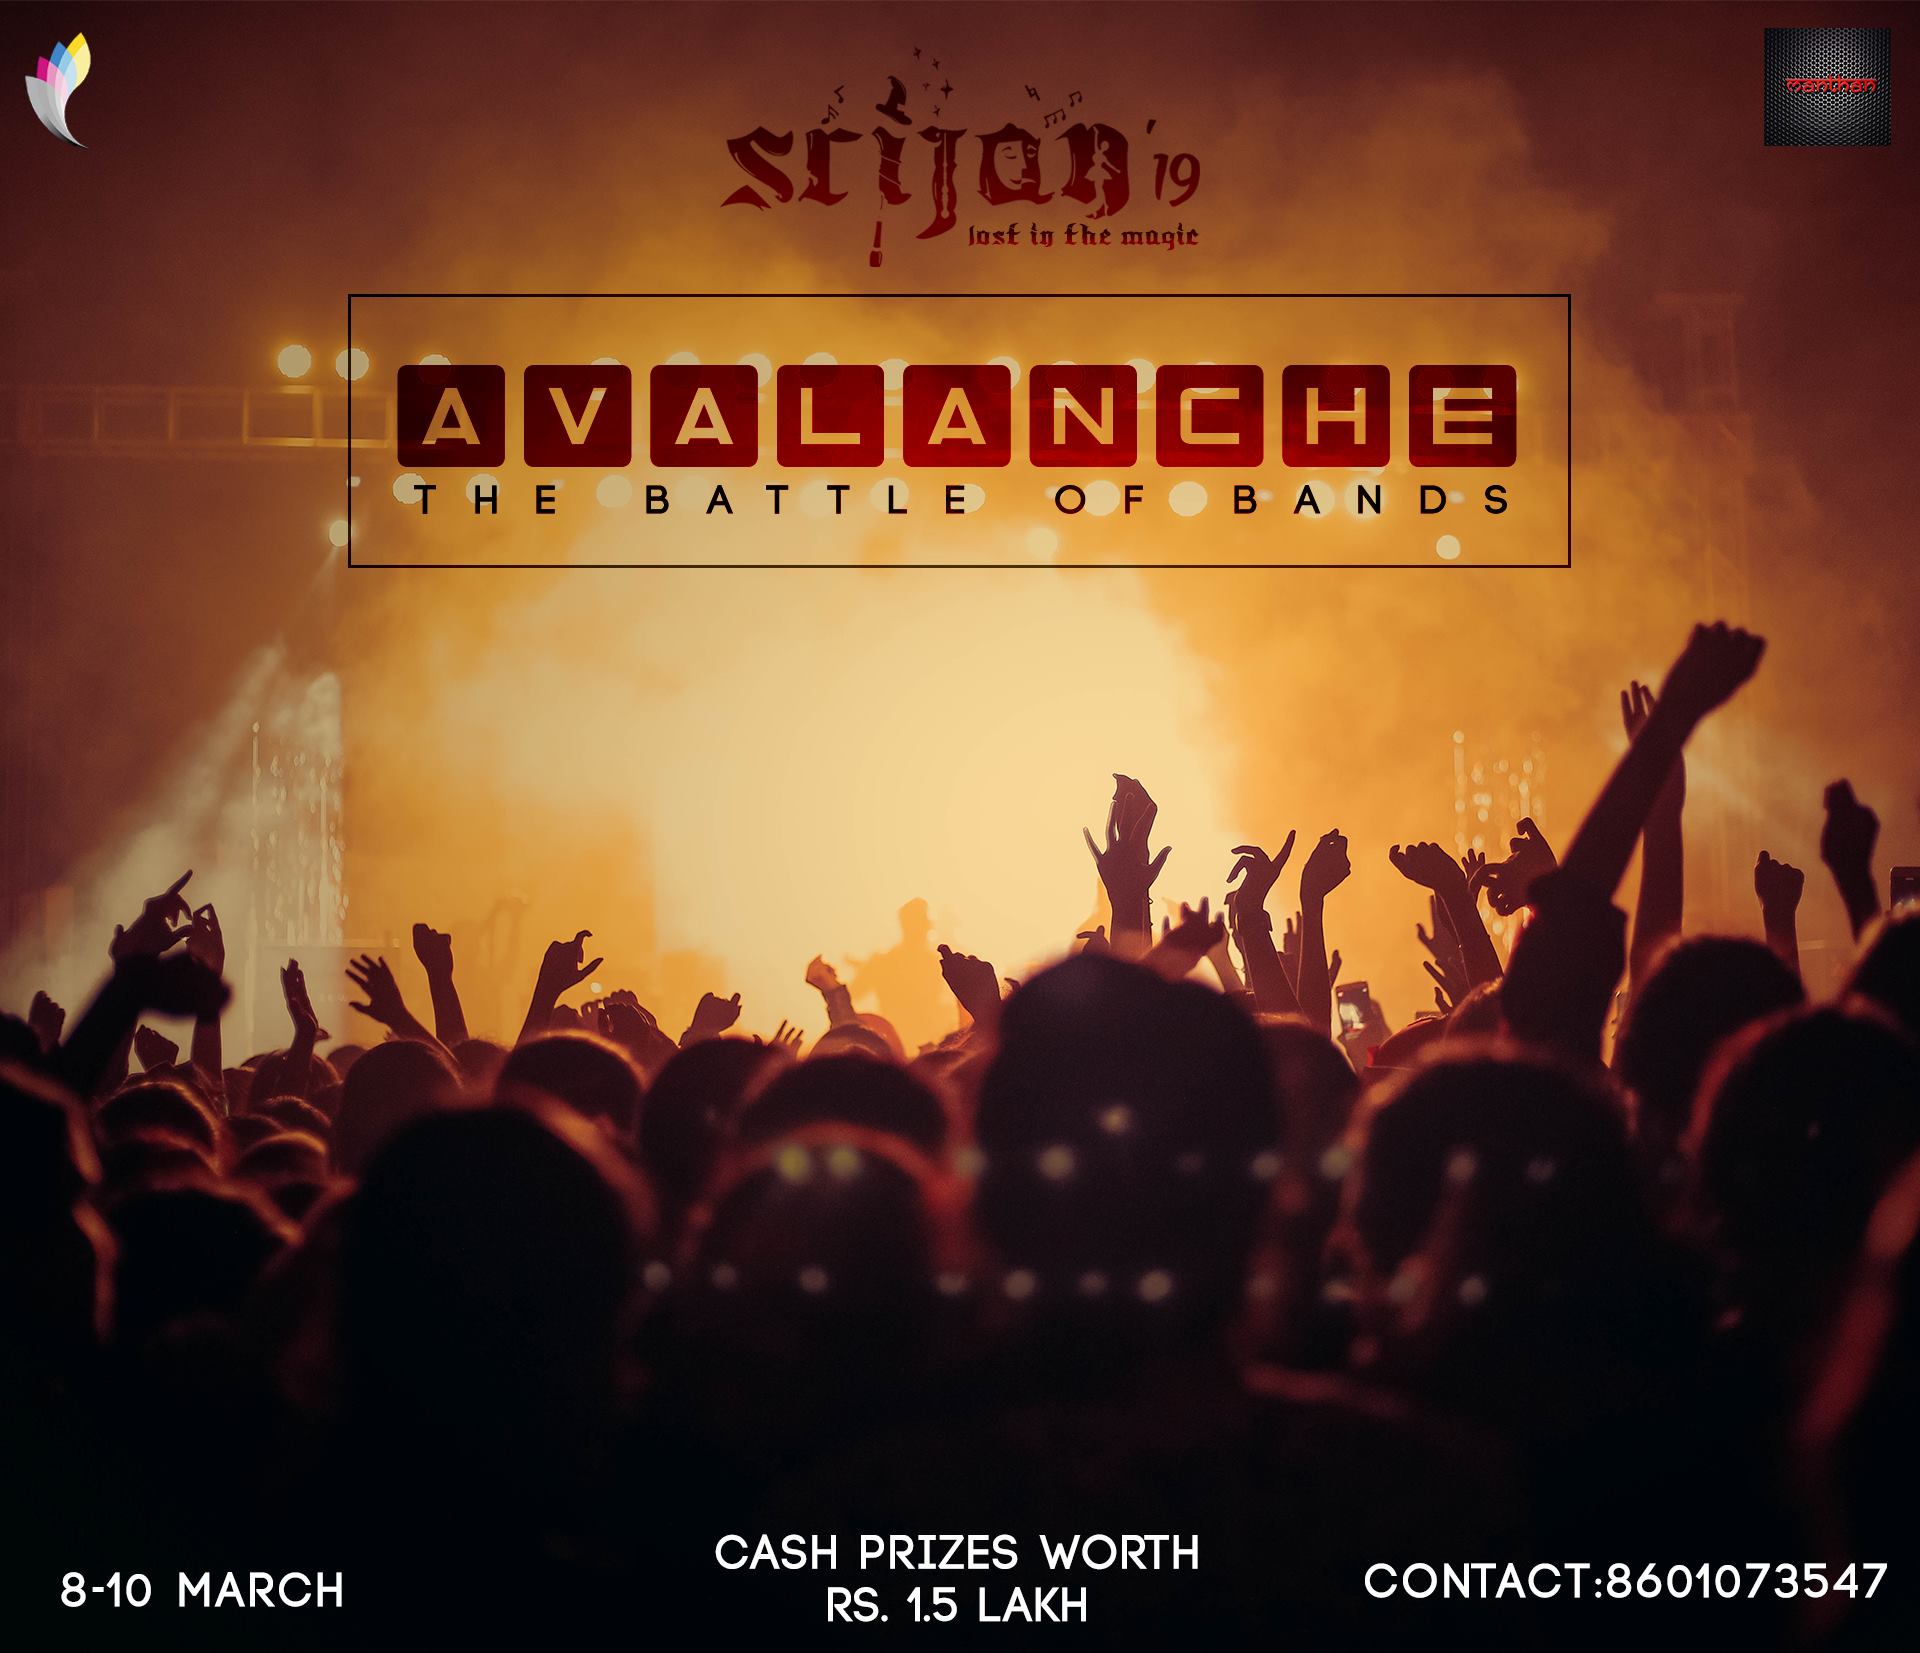 manthan
srijan'19
lost in the magic
AVALANCHE
THE BATTLE OF BANDS
8-10 MARCH
CASH PRIZES WORTH
RS. 1.5 LAKH
CONTACT:8601073547